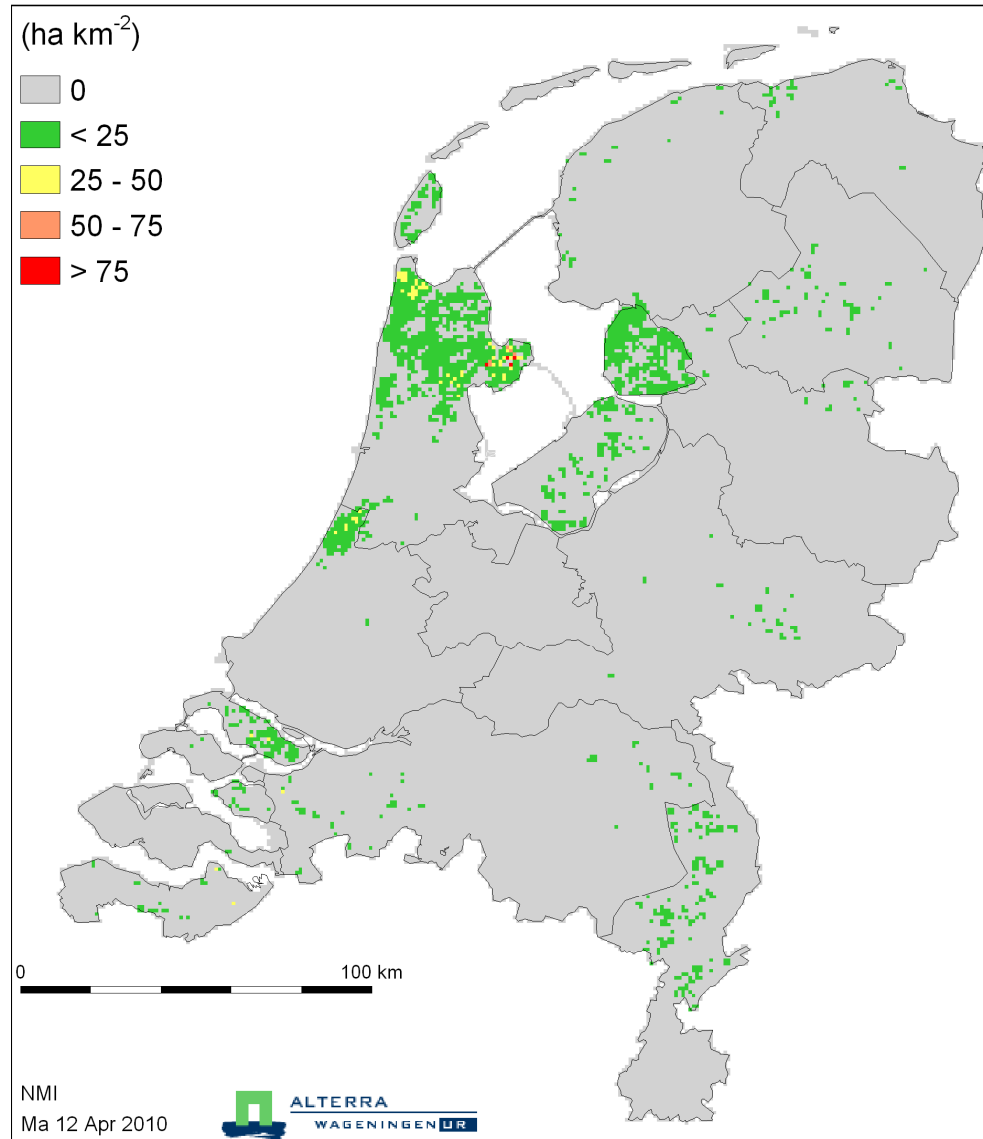 (ha km-2)
0
< 25
25 - 50
50 - 75
> 75
0 100 km
NMI
Ma 12 Apr 2010
ALTERRA
WAGENINGEN UR